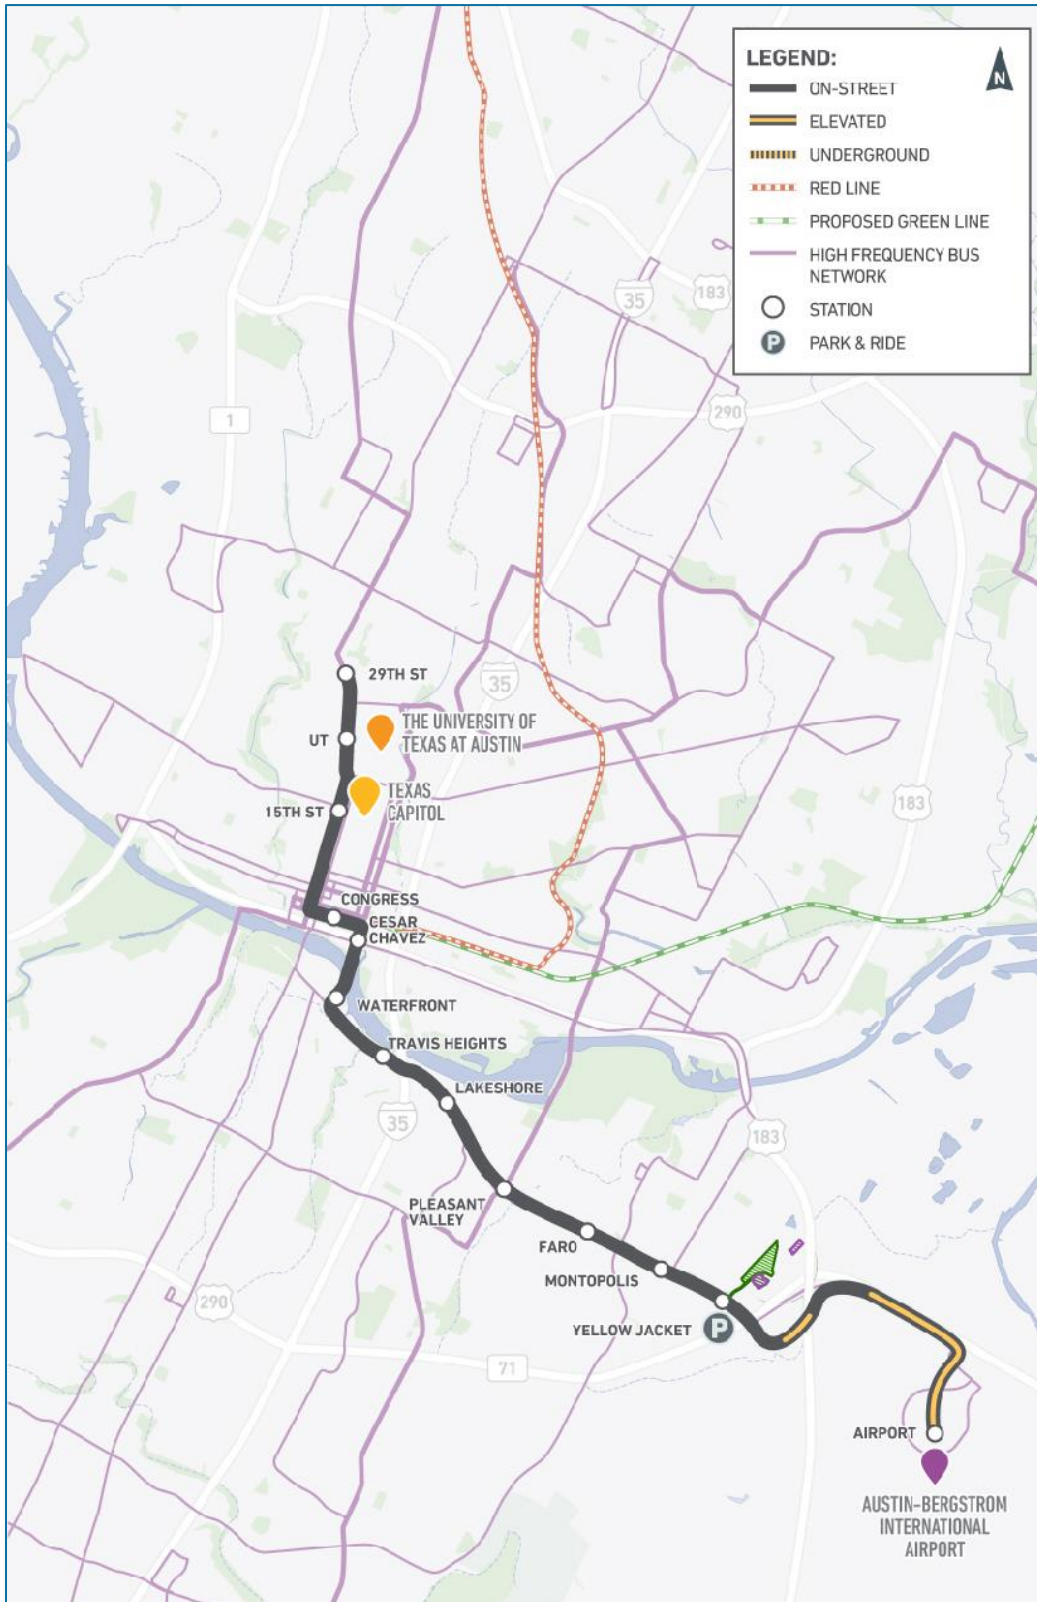 LEGEND:
N
ON-STREET
ELEVATED
UNDERGROUND
RED LINE
PROPOSED GREEN LINE
HIGH FREQUENCY BUS
NETWORK
STATION
P
PARK & RIDE
35
183
290
1
29TH ST
35
UT
THE UNIVERSITY OF
TEXAS AT AUSTIN
TEXAS
CAPITOL
15TH ST
183
CONGRESS
CESAR
CHAVEZ
WATERFRONT
TRAVIS HEIGHTS
LAKESHORE
35
183
PLEASANT
VALLEY
FARO
MONTOPOLIS
290
YELLOW JACKET
P
71
AIRPORT
AUSTIN-BERGSTROM
INTERNATIONAL
AIRPORT